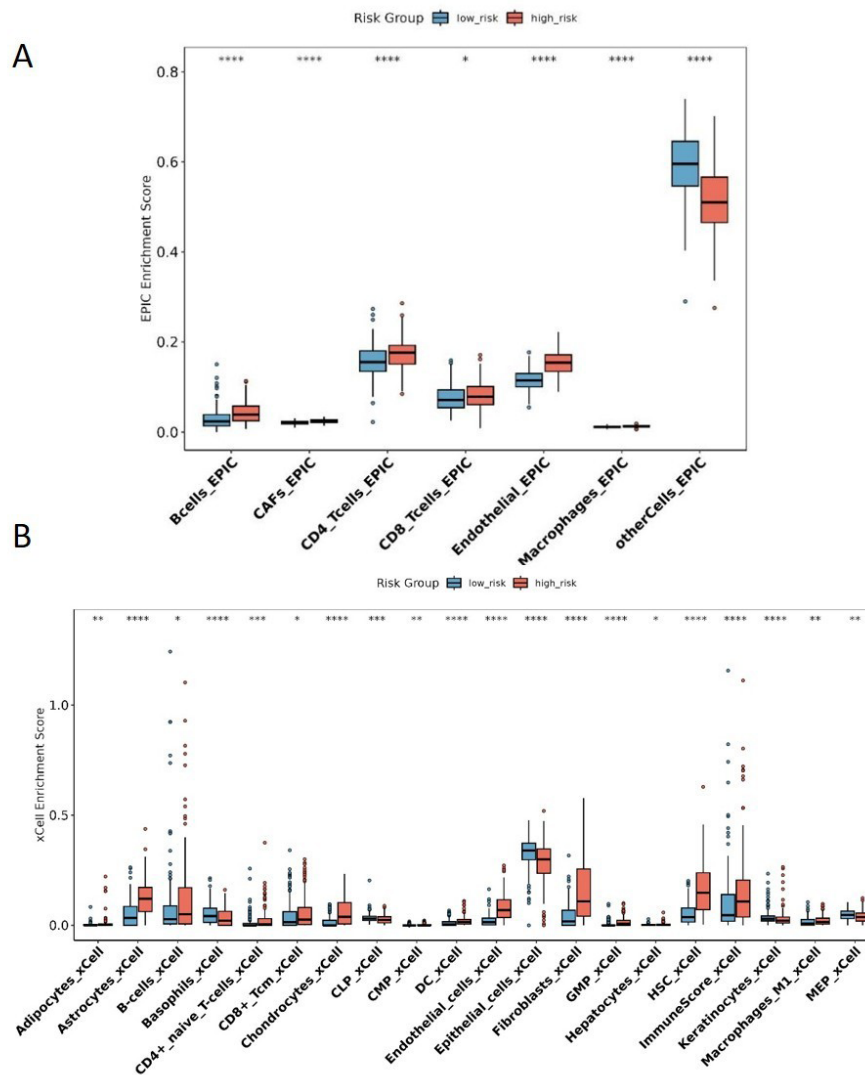 Risk Group low_risk high_risk
A
**** **** **** * **** **** ****
0.8
0.6
0.4
0.2
0.0
EPIC Enrichment Score
Bcells_EPIC
CAFs_EPIC
CD4_Tcells_EPIC
CD8_Tcells_EPIC
Endothelial_EPIC
Macrophages_EPIC
otherCells_EPIC
B
Risk Group low_risk high_risk
** **** * **** *** * **** *** ** **** **** **** **** **** * **** **** **** ** **
1.0
0.5
0.0
xCell Enrichment Score
Adipocytes_xCell
Astrocytes_xCell
B-cells_xCell
Basophils_xCell
CD4+_naive_T-cells_xCell
CD8+_Tcm_xCell
Chondrocytes_xCell
CLP_xCell
CMP_xCell
DC_xCell
Endothelial_cells_xCell
Epithelial_cells_xCell
Fibroblasts_xCell
GMP_xCell
Hepatocytes_xCell
HSC_xCell
ImmuneScore_xCell
Keratinocytes_xCell
Macrophages_M1_xCell
MEP_xCell